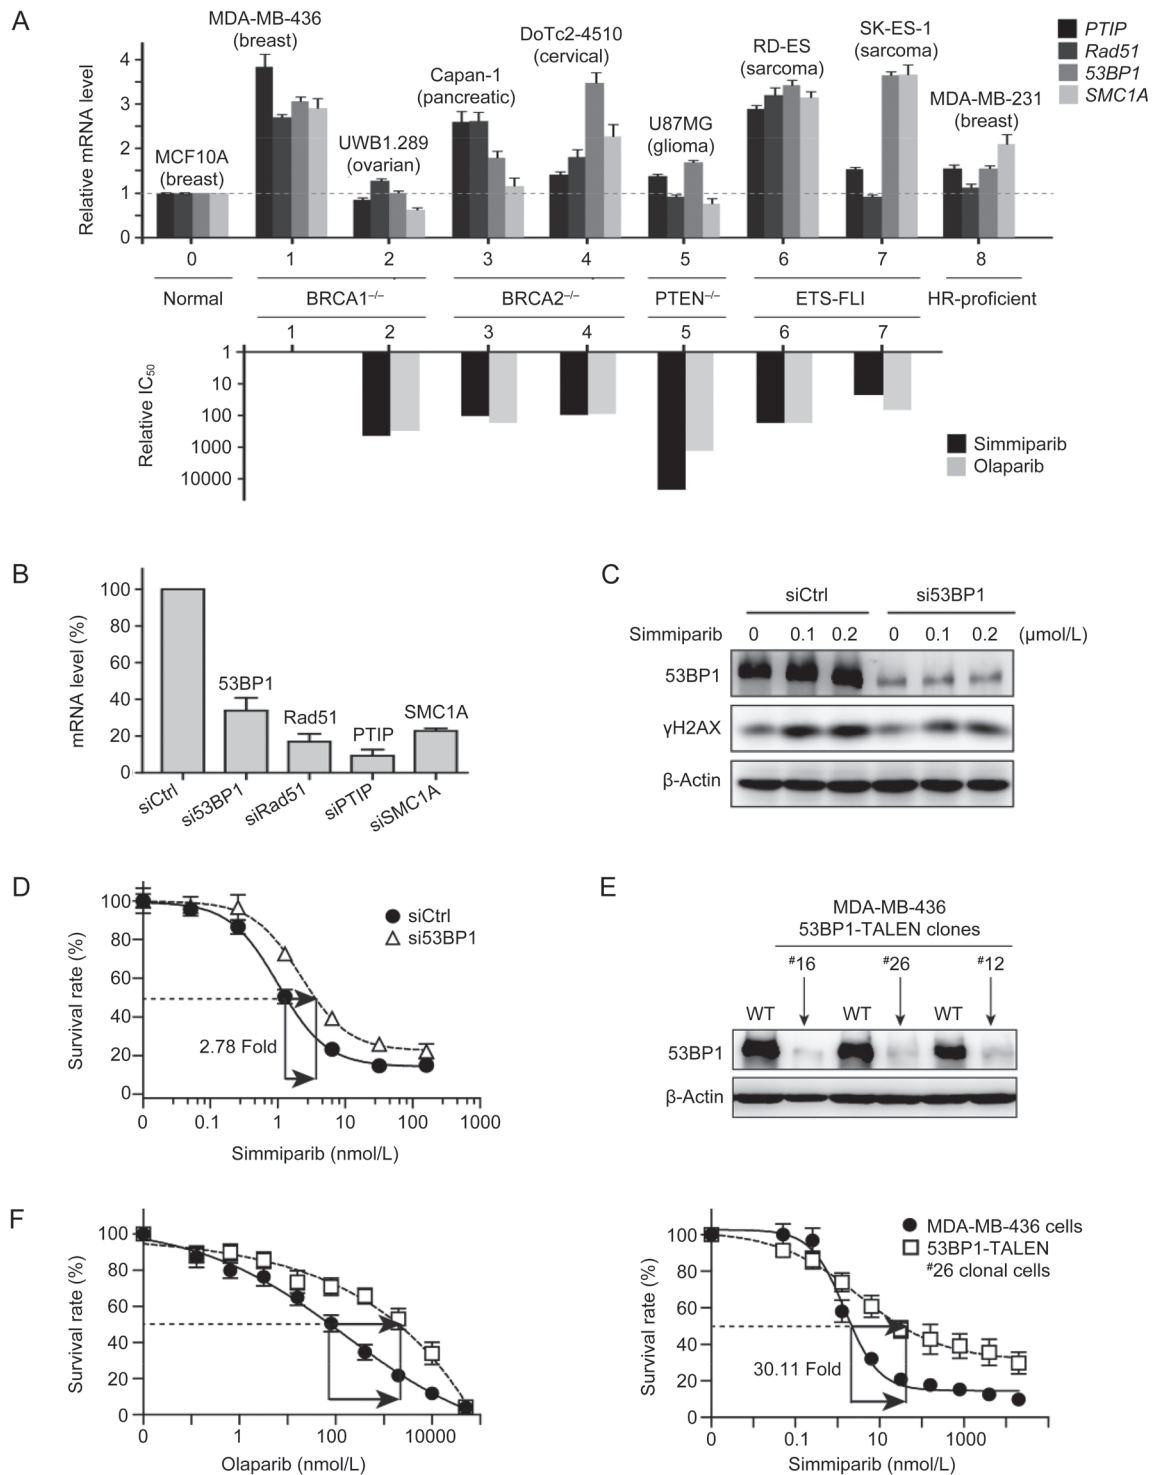 A
MDA-MB-436
(breast)
DoTc2-4510
(cervical)
SK-ES-1
(sarcoma)
RD-ES
(sarcoma)
Capan-1
(pancreatic)
MDA-MB-231
(breast)
U87MG
(glioma)
UWB1.289
(ovarian)
MCF10A
(breast)
PTIP
Rad51
53BP1
SMC1A
Relative mRNA level
4
3
2
1
0
0 1 2 3 4 5 6 7 8
Normal BRCA1⁻/⁻ BRCA2⁻/⁻ PTEN⁻/⁻ ETS-FLI HR-proficient
1 2 3 4 5 6 7
Relative IC₅₀
1
10
100
1000
10000
Simmiparib
Olaparib
B
mRNA level (%)
100
80
60
40
20
0
53BP1
Rad51
PTIP
SMC1A
siCtrl si53BP1 siRad51 siPTIP siSMC1A
C
siCtrl si53BP1
Simmiparib 0 0.1 0.2 0 0.1 0.2 (μmol/L)
53BP1
γH2AX
β-Actin
D
Survival rate (%)
100
80
60
40
20
0
siCtrl
si53BP1
2.78 Fold
0 0.1 1 10 100 1000
Simmiparib (nmol/L)
E
MDA-MB-436
53BP1-TALEN clones
#16 #26 #12
WT WT WT
53BP1
β-Actin
F
Survival rate (%)
100
80
60
40
20
0
0 1 100 10000
Olaparib (nmol/L)
Survival rate (%)
100
80
60
40
20
0
MDA-MB-436 cells
53BP1-TALEN
#26 clonal cells
30.11 Fold
0 0.1 10 1000
Simmiparib (nmol/L)